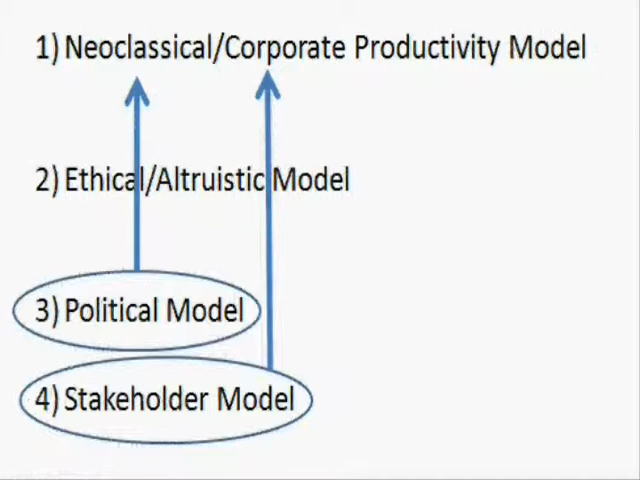 1) Neoclassical/Corporate Productivity Model
2) Ethical/Altruistic Model
3) Political Model
4) Stakeholder Model